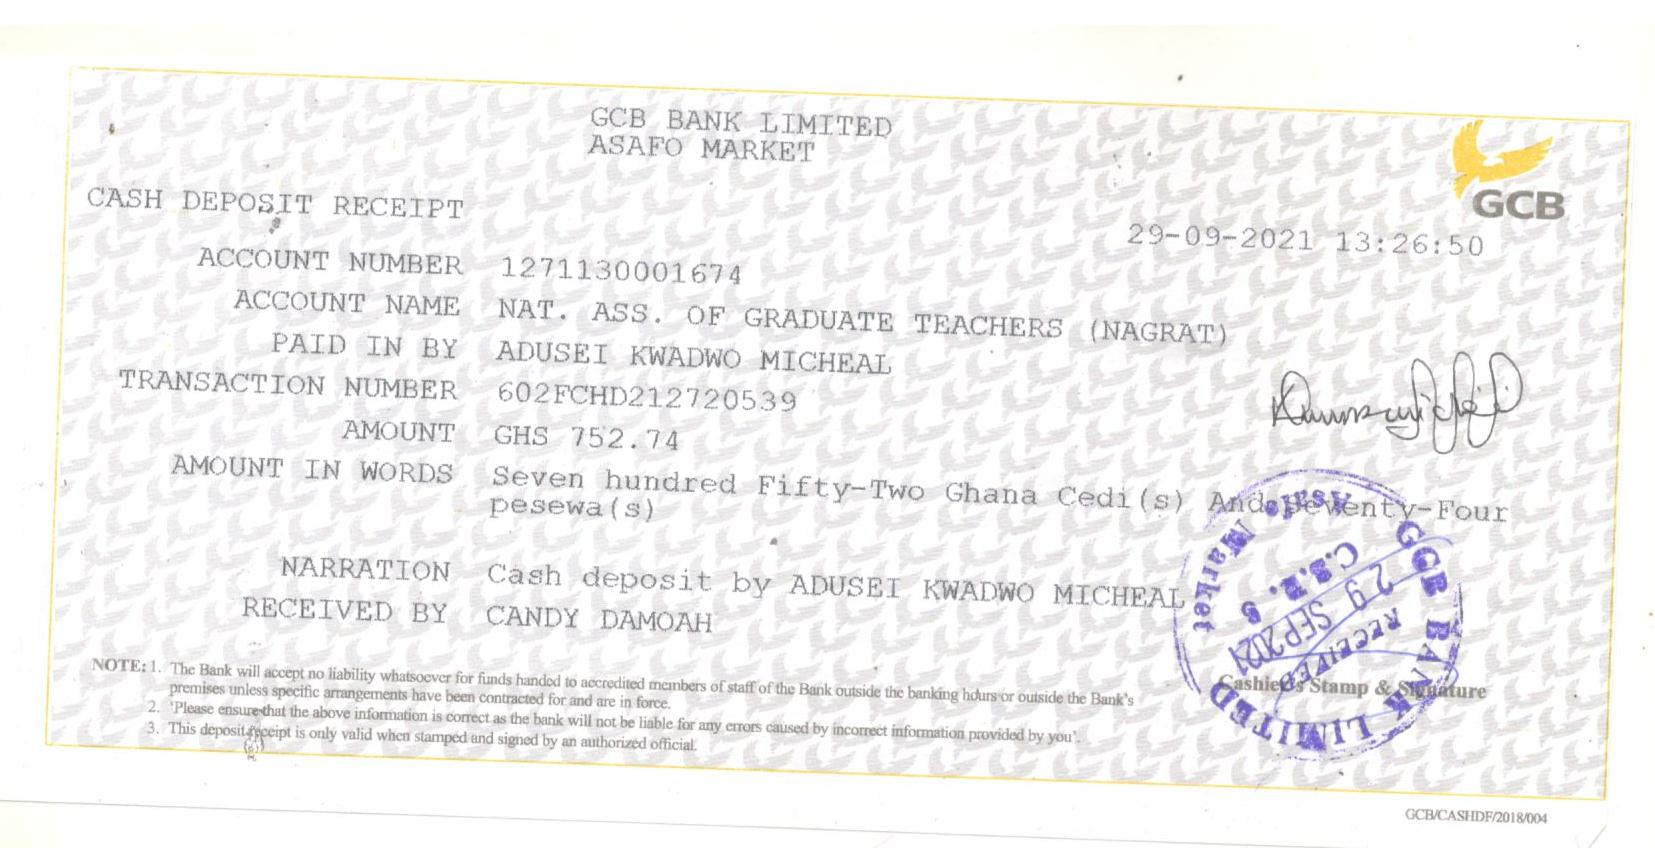 GCB BANK LIMITED
ASAFO MARKET
GCB
CASH DEPOSIT RECEIPT
29-09-2021 13:26:50
ACCOUNT NUMBER 1271130001674
ACCOUNT NAME NAT. ASS. OF GRADUATE TEACHERS (NAGRAT)
PAID IN BY ADUSEI KWADWO MICHEAL
TRANSACTION NUMBER 602FCHD212720539
AMOUNT GHS 752.74
AMOUNT IN WORDS Seven hundred Fifty-Two Ghana Cedi(s) And Seventy-Four
pesewa(s)
NARRATION Cash deposit by ADUSEI KWADWO MICHEAL
RECEIVED BY CANDY DAMOAH
GCB BANK LIMITED
Asafo Market
C.S.E. 6
29 SEP 2021
RECEIVED
Cashier's Stamp & Signature
NOTE: 1. The Bank will accept no liability whatsoever for funds handed to accredited members of staff of the Bank outside the banking hours or outside the Bank's
premises unless specific arrangements have been contracted for and are in force.
2. 'Please ensure that the above information is correct as the bank will not be liable for any errors caused by incorrect information provided by you'.
3. This deposit receipt is only valid when stamped and signed by an authorized official.
GCB/CASHDF/2018/004